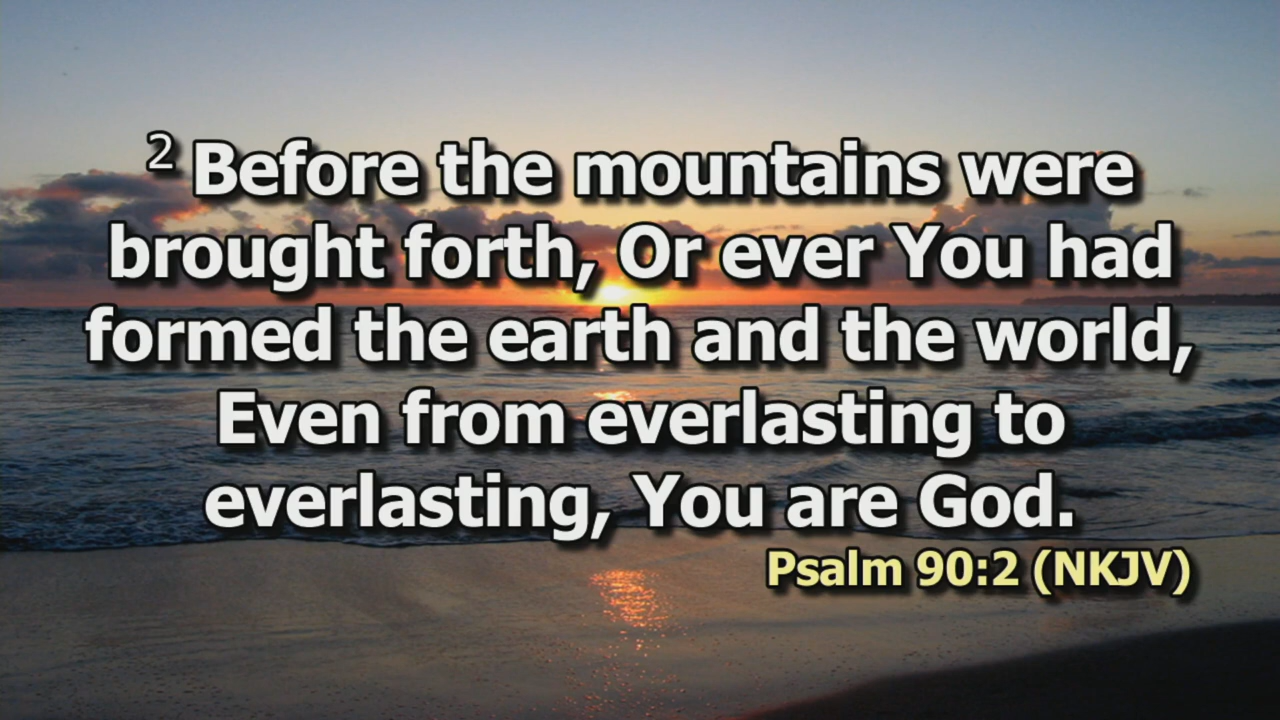 2 Before the mountains were
brought forth, Or ever You had
formed the earth and the world,
Even from everlasting to
everlasting, You are God.
Psalm 90:2 (NKJV)